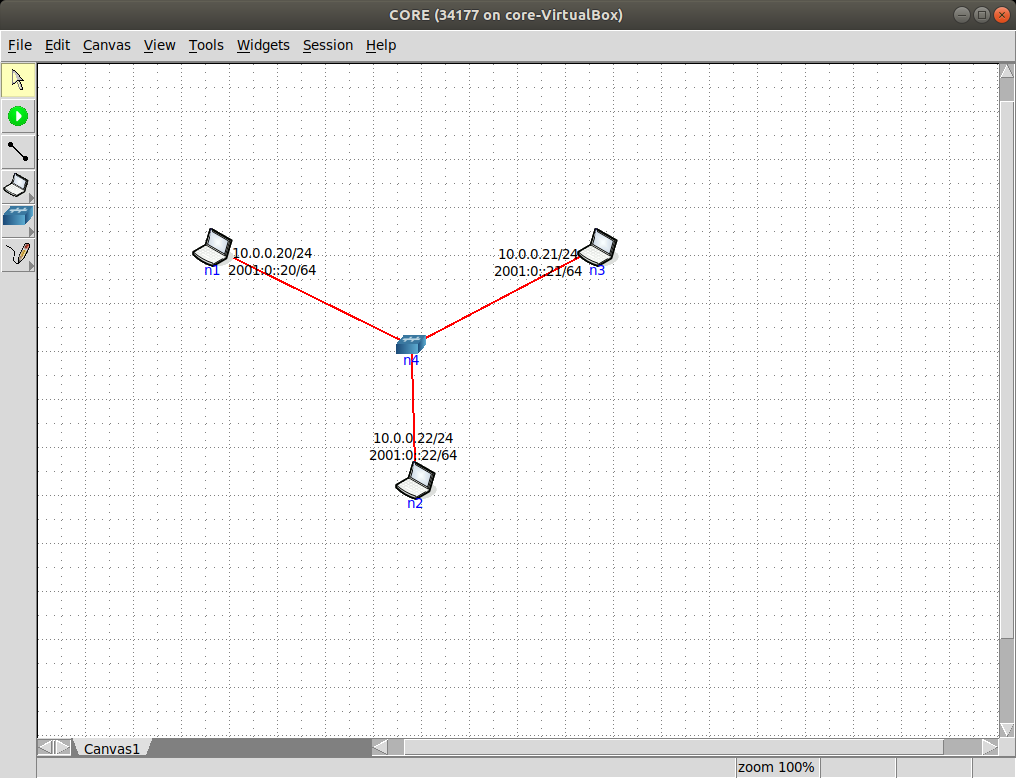 CORE (34177 on core-VirtualBox)
File Edit Canvas View Tools Widgets Session Help
10.0.0.20/24
2001:0::20/64
n1
10.0.0.21/24
2001:0::21/64
n3
n4
10.0.0.22/24
2001:0::22/64
n2
Canvas1
zoom 100%